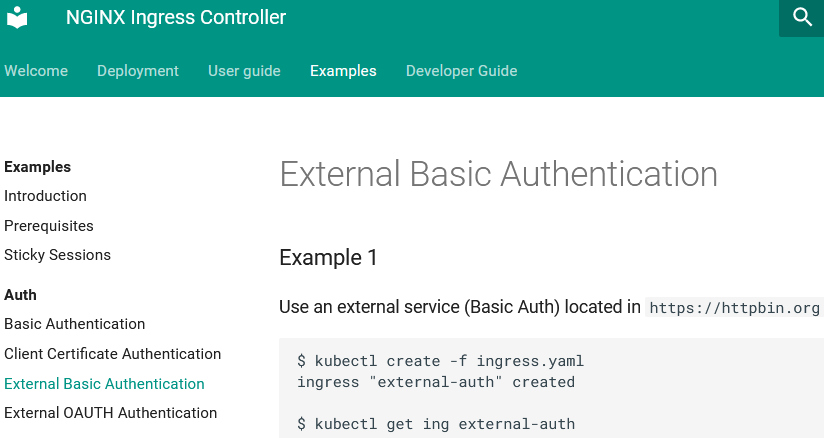 NGINX Ingress Controller
Welcome Deployment User guide Examples Developer Guide
Examples
Introduction
Prerequisites
Sticky Sessions
Auth
Basic Authentication
Client Certificate Authentication
External Basic Authentication
External OAUTH Authentication
External Basic Authentication
Example 1
Use an external service (Basic Auth) located in https://httpbin.org
$ kubectl create -f ingress.yaml
ingress "external-auth" created
$ kubectl get ing external-auth